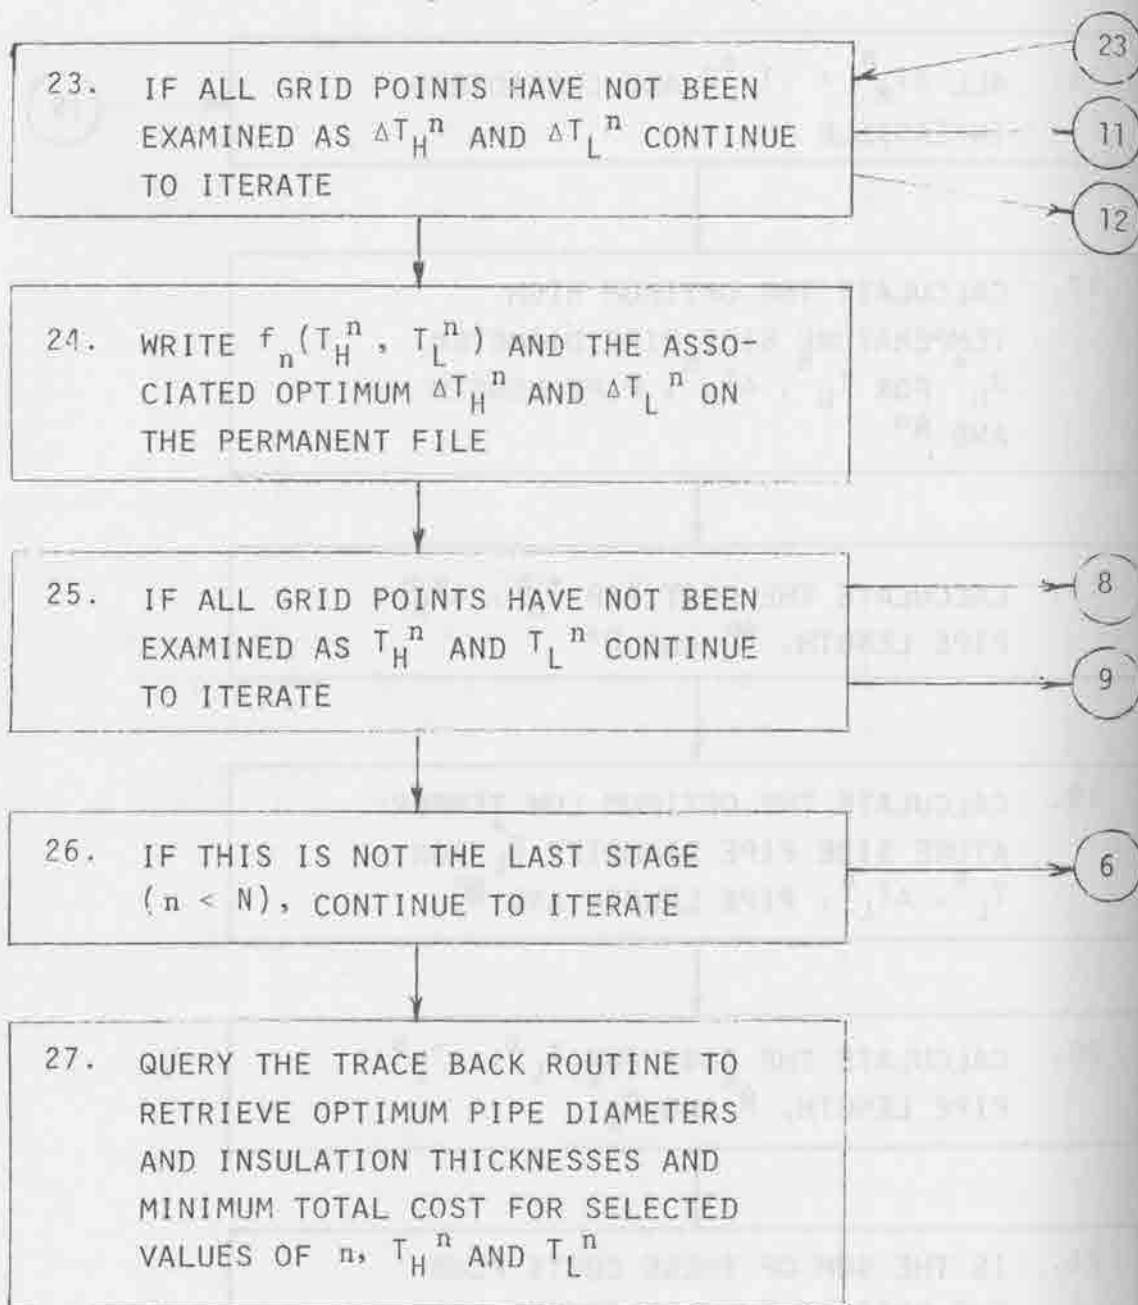 23. IF ALL GRID POINTS HAVE NOT BEEN
EXAMINED AS ΔT_H^n AND ΔT_L^n CONTINUE
TO ITERATE
23
11
12
24. WRITE f_n(T_H^n, T_L^n) AND THE ASSO-
CIATED OPTIMUM ΔT_H^n AND ΔT_L^n ON
THE PERMANENT FILE
25. IF ALL GRID POINTS HAVE NOT BEEN
EXAMINED AS T_H^n AND T_L^n CONTINUE
TO ITERATE
8
9
26. IF THIS IS NOT THE LAST STAGE
(n < N), CONTINUE TO ITERATE
6
27. QUERY THE TRACE BACK ROUTINE TO
RETRIEVE OPTIMUM PIPE DIAMETERS
AND INSULATION THICKNESSES AND
MINIMUM TOTAL COST FOR SELECTED
VALUES OF n, T_H^n AND T_L^n